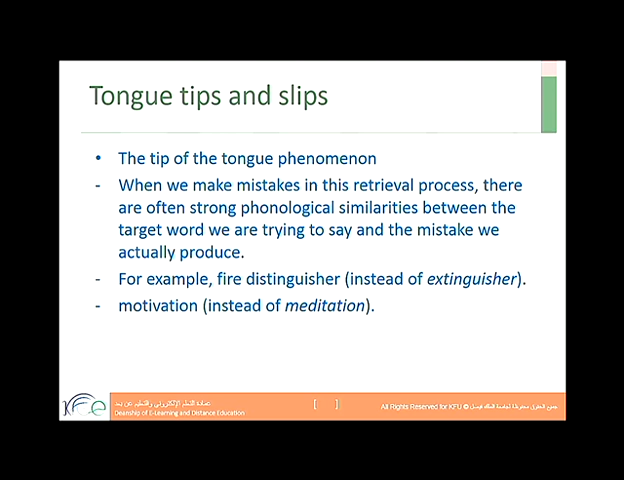 Tongue tips and slips
• The tip of the tongue phenomenon
- When we make mistakes in this retrieval process, there
are often strong phonological similarities between the
target word we are trying to say and the mistake we
actually produce.
- For example, fire distinguisher (instead of extinguisher).
- motivation (instead of meditation).
عمادة التعلم الإلكتروني والتعليم عن بعد
Deanship of E-Learning and Distance Education
[ ]
All Rights Reserved for KFU © جميع الحقوق محفوظة لجامعة الملك فيصل